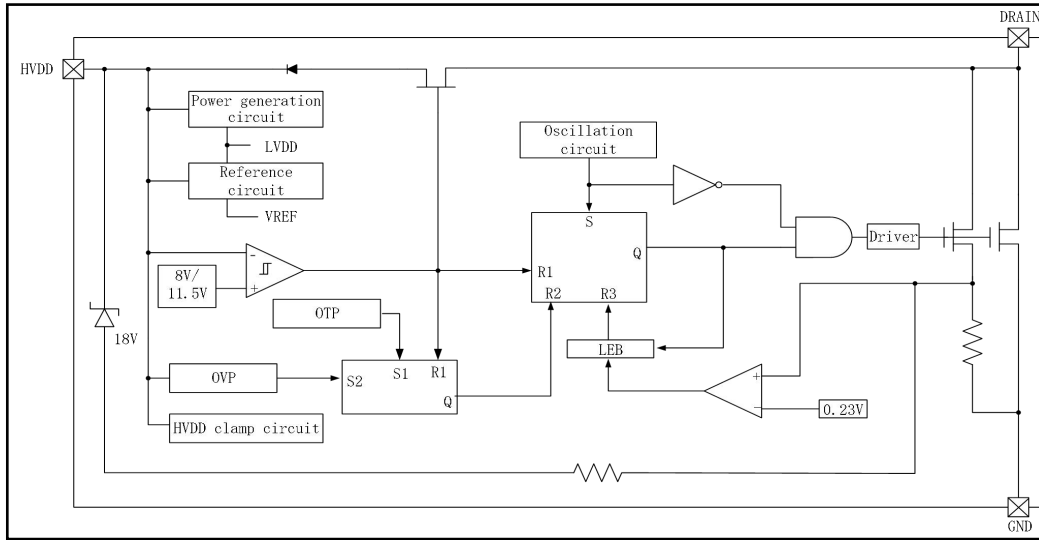 DRAIN
HVDD
Power generation
circuit
LVDD
Reference
circuit
VREF
Oscillation
circuit
S
Q
R1
R2
R3
Driver
-
+
8V/
11.5V
OTP
18V
LEB
OVP
S2
S1
R1
Q
+
-
0.23V
HVDD clamp circuit
GND